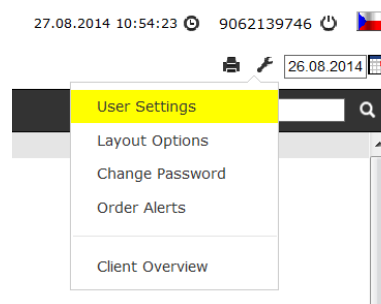 27.08.2014 10:54:23 9062139746
26.08.2014
User Settings
Layout Options
Change Password
Order Alerts
Client Overview